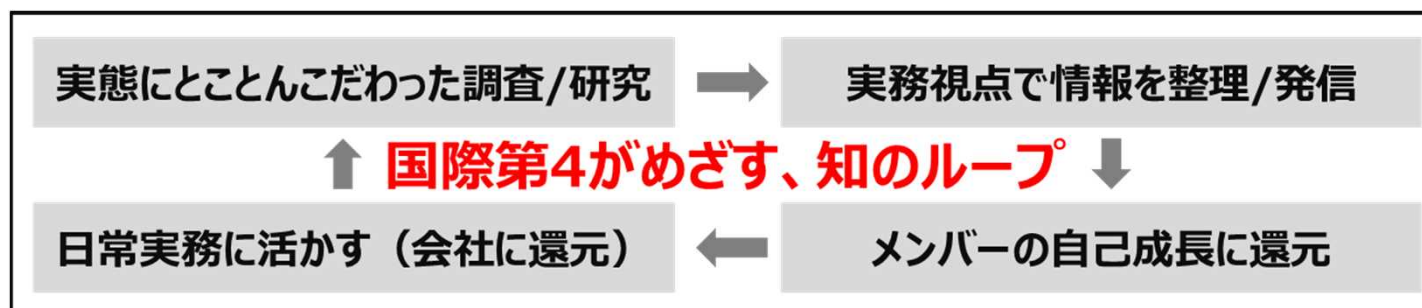 実態にとことんこだわった調査/研究
実務視点で情報を整理/発信
国際第4がめざす、知のループ
日常実務に活かす（会社に還元）
メンバーの自己成長に還元